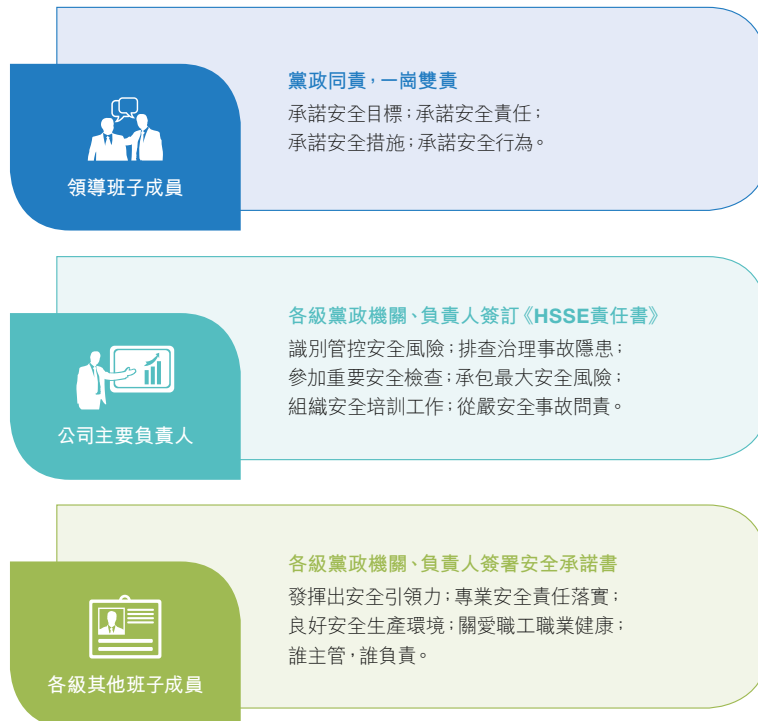 黨政同責，一崗雙責
承諾安全目標；承諾安全責任；
承諾安全措施；承諾安全行為。
領導班子成員
各級黨政機關、負責人簽訂《HSSE責任書》
識別管控安全風險；排查治理事故隱患；
參加重要安全檢查；承包最大安全風險；
組織安全培訓工作；從嚴安全事故問責。
公司主要負責人
各級黨政機關、負責人簽署安全承諾書
發揮出安全引領力；專業安全責任落實；
良好安全生產環境；關愛職工職業健康；
誰主管，誰負責。
各級其他班子成員